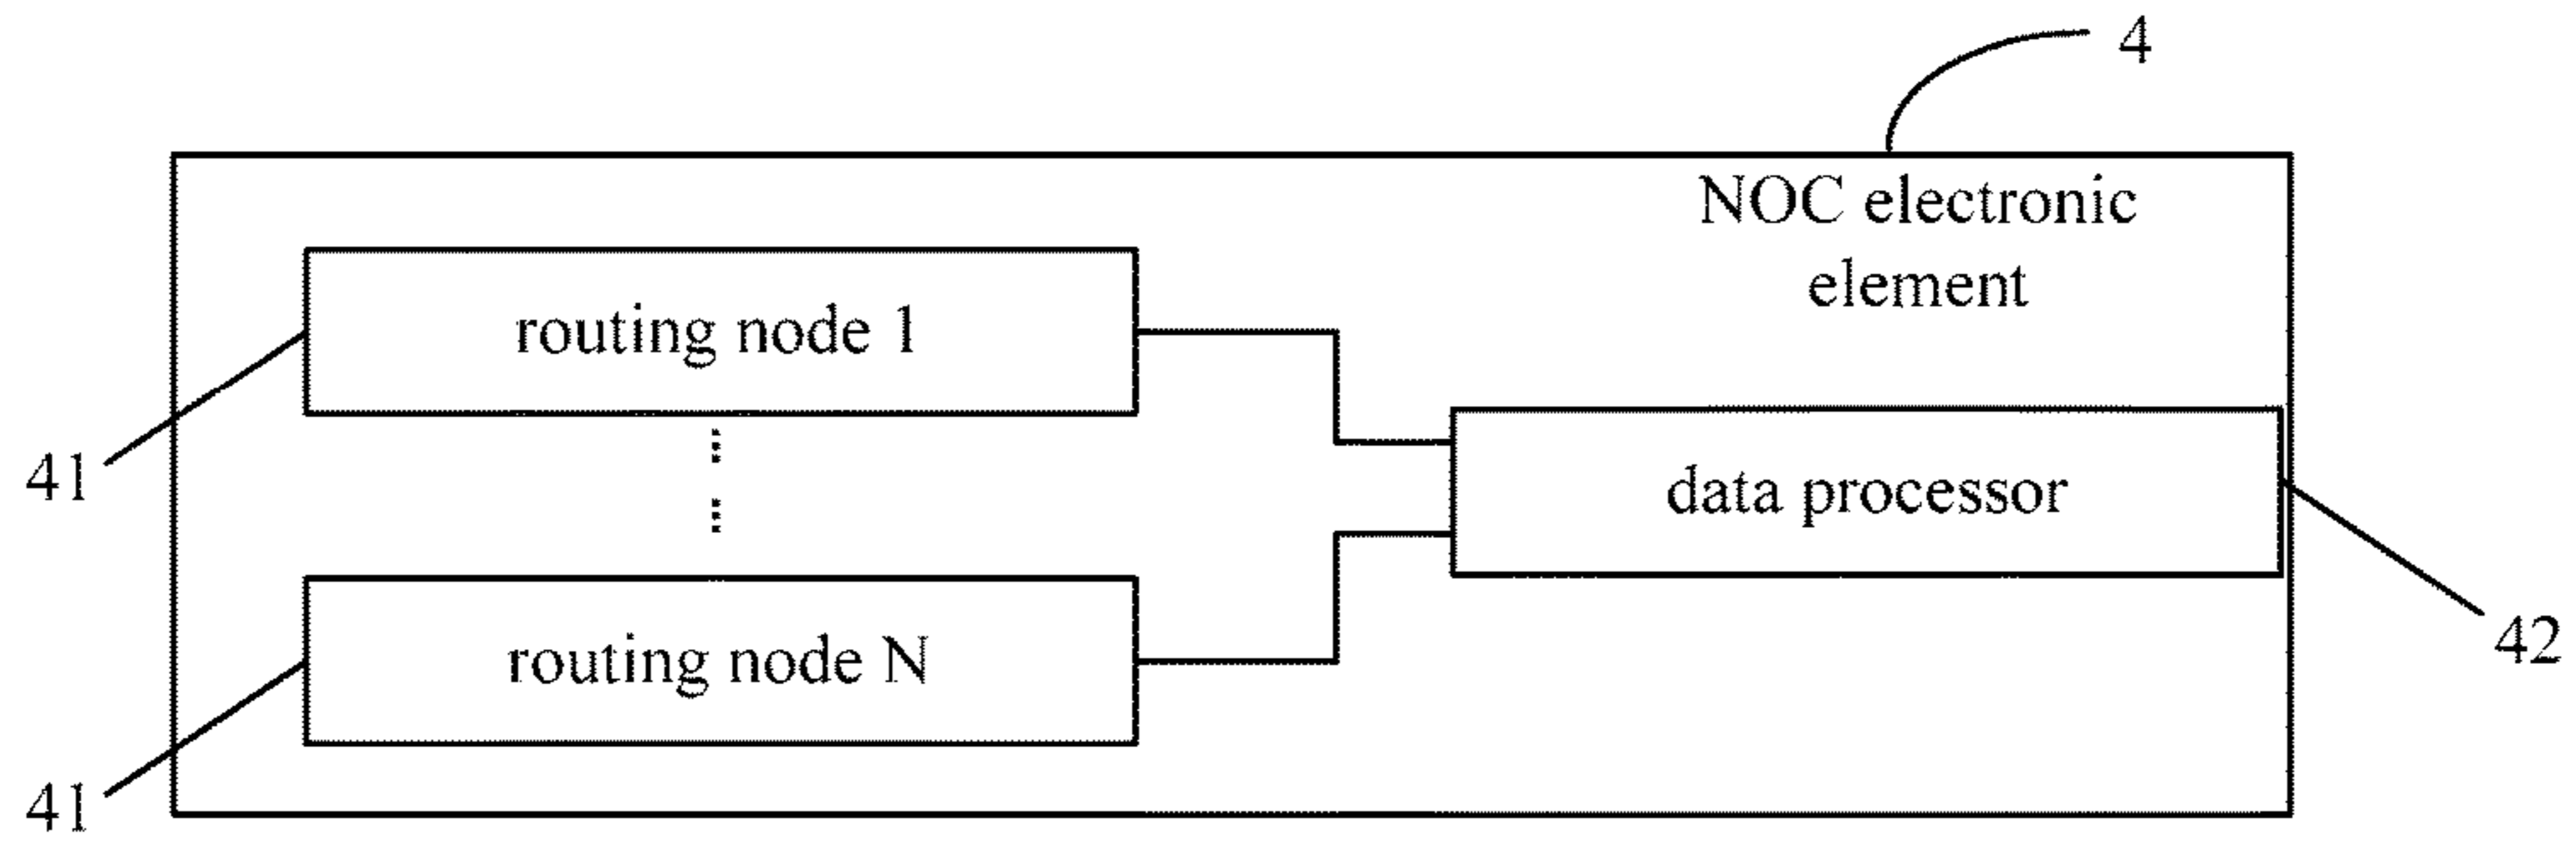 4
NOC electronic
element
routing node 1
41
data processor
routing node N
42
41